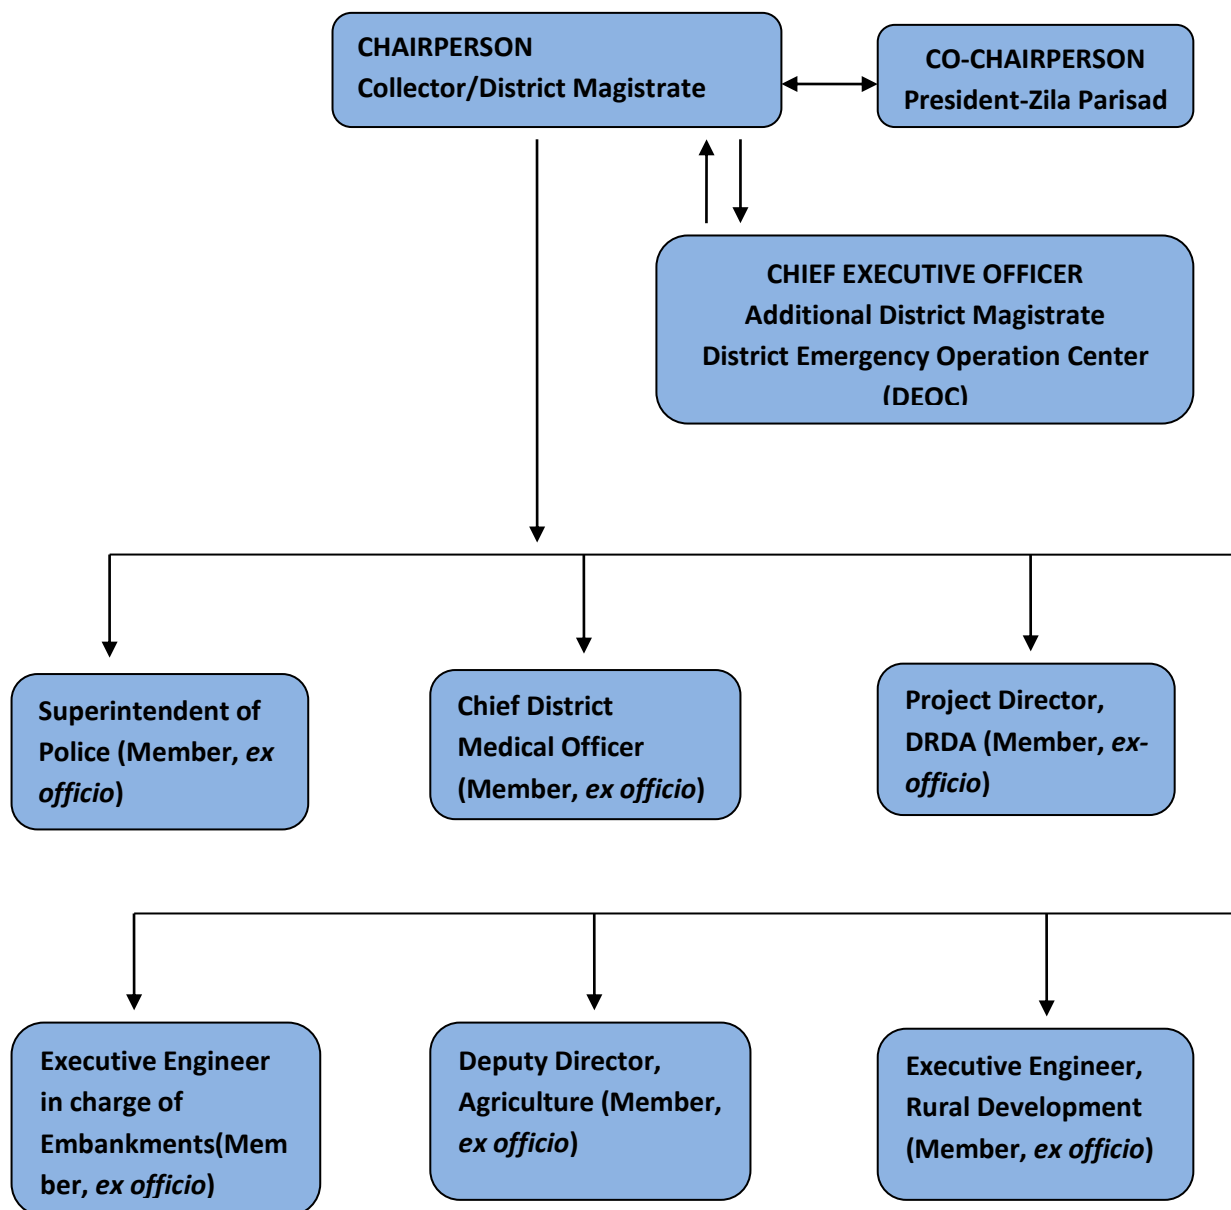 CHAIRPERSON
Collector/District Magistrate
CO-CHAIRPERSON
President-Zila Parisad
CHIEF EXECUTIVE OFFICER
Additional District Magistrate
District Emergency Operation Center
(DEOC)
Superintendent of
Police (Member, ex
officio)
Chief District
Medical Officer
(Member, ex officio)
Project Director,
DRDA (Member, ex-
officio)
Executive Engineer
in charge of
Embankments(Mem
ber, ex officio)
Deputy Director,
Agriculture (Member,
ex officio)
Executive Engineer,
Rural Development
(Member, ex officio)